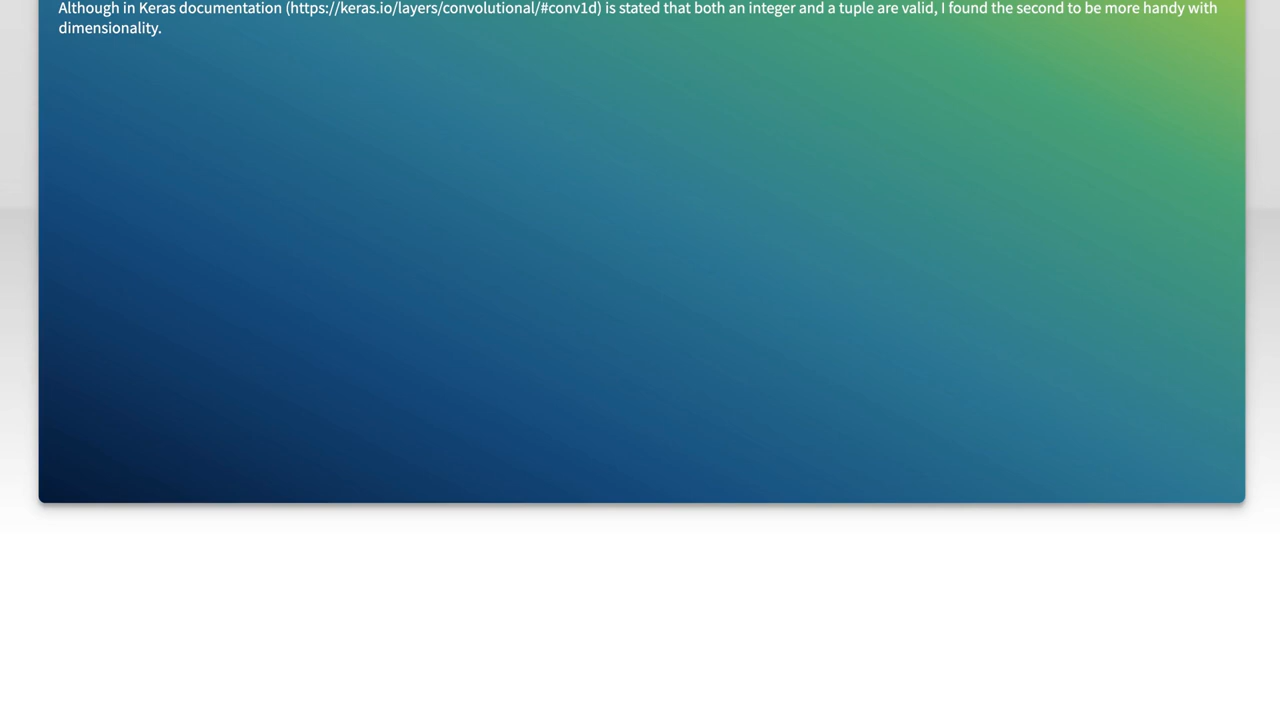 Although in Keras documentation (https://keras.io/layers/convolutional/#conv1d) is stated that both an integer and a tuple are valid, I found the second to be more handy with
dimensionality.